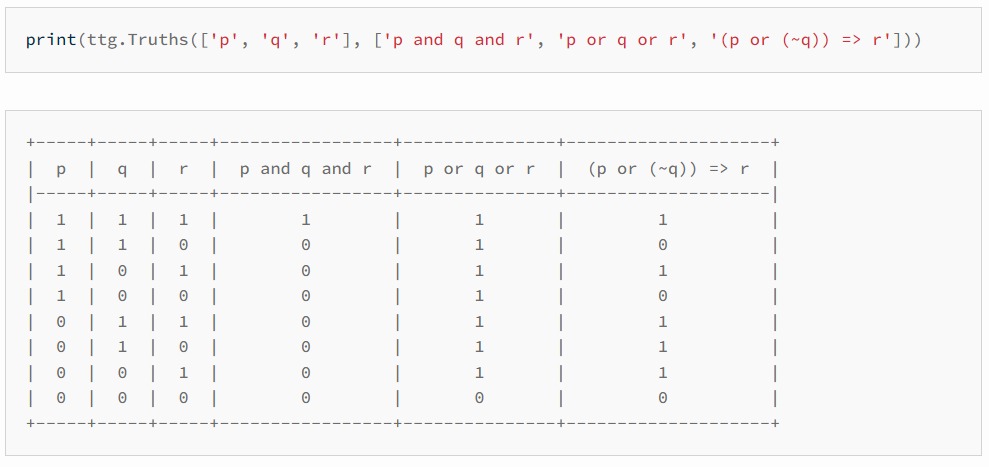 print(ttg.Truths(['p', 'q', 'r'], ['p and q and r', 'p or q or r', '(p or (~q)) => r']))
+-----+-----+-----+-----------------+---------------+--------------------+
|  p  |  q  |  r  |  p and q and r  |  p or q or r  |  (p or (~q)) => r  |
|-----+-----+-----+-----------------+---------------+--------------------|
|  1  |  1  |  1  |        1        |       1       |         1          |
|  1  |  1  |  0  |        0        |       1       |         0          |
|  1  |  0  |  1  |        0        |       1       |         1          |
|  1  |  0  |  0  |        0        |       1       |         0          |
|  0  |  1  |  1  |        0        |       1       |         1          |
|  0  |  1  |  0  |        0        |       1       |         1          |
|  0  |  0  |  1  |        0        |       1       |         1          |
|  0  |  0  |  0  |        0        |       0       |         0          |
+-----+-----+-----+-----------------+---------------+--------------------+